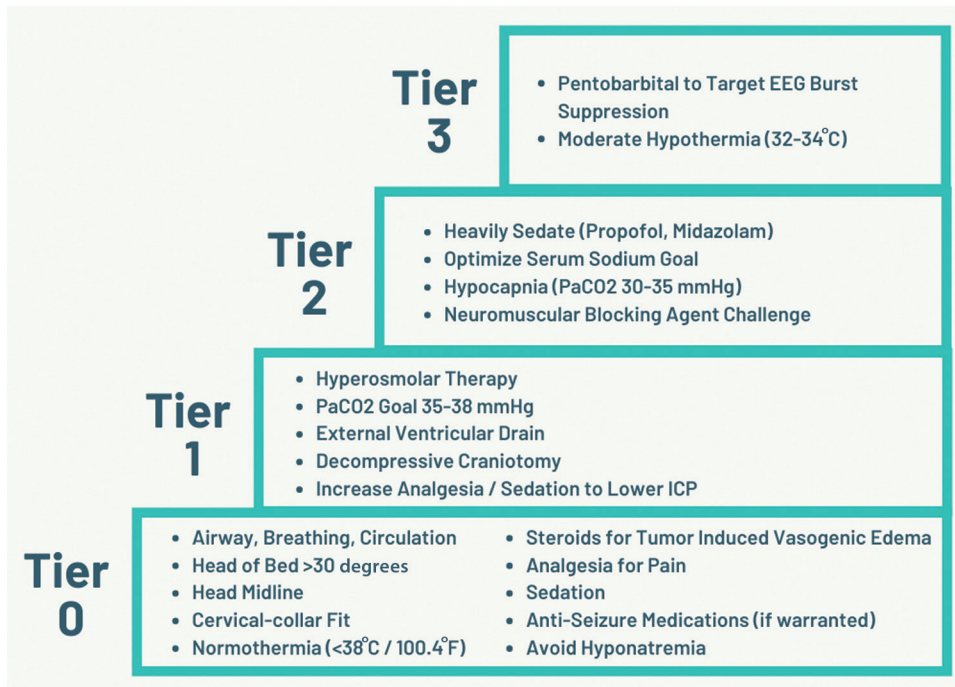 Tier
3
• Pentobarbital to Target EEG Burst
Suppression
• Moderate Hypothermia (32-34°C)
Tier
2
• Heavily Sedate (Propofol, Midazolam)
• Optimize Serum Sodium Goal
• Hypocapnia (PaCO2 30-35 mmHg)
• Neuromuscular Blocking Agent Challenge
Tier
1
• Hyperosmolar Therapy
• PaCO2 Goal 35-38 mmHg
• External Ventricular Drain
• Decompressive Craniotomy
• Increase Analgesia / Sedation to Lower ICP
Tier
0
• Airway, Breathing, Circulation
• Head of Bed >30 degrees
• Head Midline
• Cervical-collar Fit
• Normothermia (<38°C / 100.4°F)
• Steroids for Tumor Induced Vasogenic Edema
• Analgesia for Pain
• Sedation
• Anti-Seizure Medications (if warranted)
• Avoid Hyponatremia